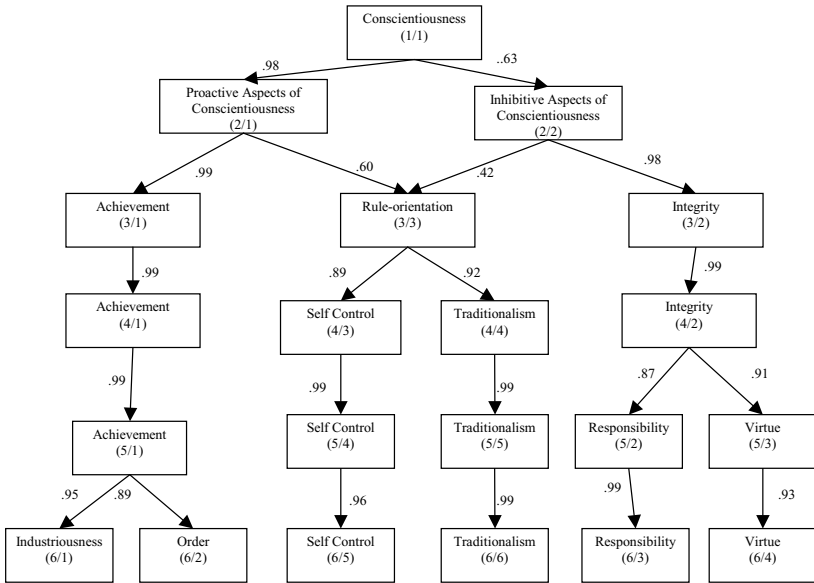 Conscientiousness
(1/1)
.98
..63
Proactive Aspects of
Conscientiousness
(2/1)
Inhibitive Aspects of
Conscientiousness
(2/2)
.99
.60
.42
.98
Achievement
(3/1)
Rule-orientation
(3/3)
Integrity
(3/2)
.99
.89
.92
.99
Achievement
(4/1)
Self Control
(4/3)
Traditionalism
(4/4)
Integrity
(4/2)
.99
.99
.99
.87
.91
Achievement
(5/1)
Self Control
(5/4)
Traditionalism
(5/5)
Responsibility
(5/2)
Virtue
(5/3)
.95
.89
.96
.99
.99
.93
Industriousness
(6/1)
Order
(6/2)
Self Control
(6/5)
Traditionalism
(6/6)
Responsibility
(6/3)
Virtue
(6/4)